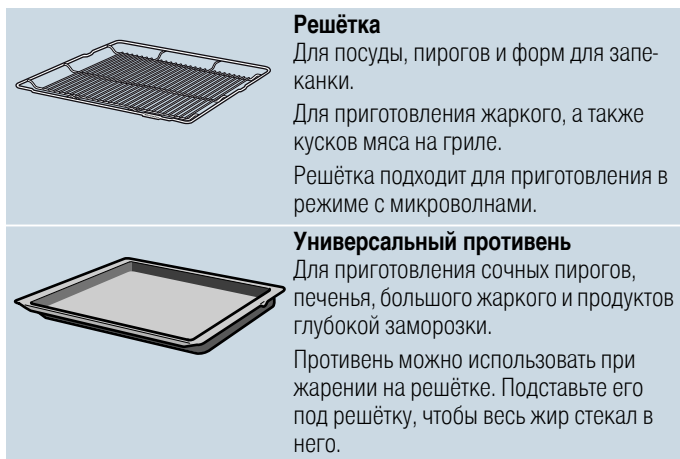 Решётка
Для посуды, пирогов и форм для запе-
канки.
Для приготовления жаркого, а также
кусков мяса на гриле.
Решётка подходит для приготовления в
режиме с микроволнами.
Универсальный противень
Для приготовления сочных пирогов,
печенья, большого жаркого и продуктов
глубокой заморозки.
Противень можно использовать при
жарении на решётке. Подставьте его
под решётку, чтобы весь жир стекал в
него.